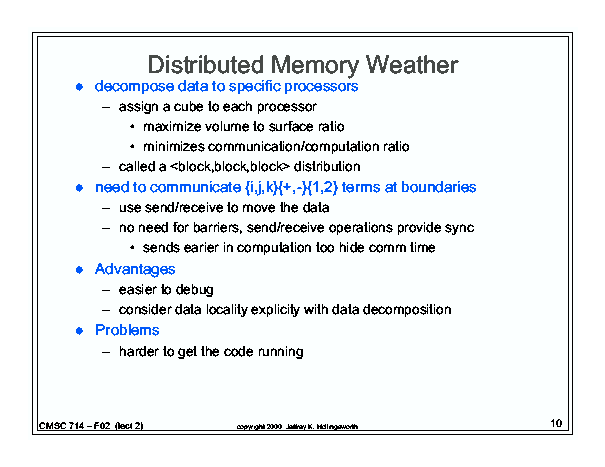 Distributed Memory Weather
● decompose data to specific processors
– assign a cube to each processor
• maximize volume to surface ratio
• minimizes communication/computation ratio
– called a <block,block,block> distribution
● need to communicate {i,j,k}{+,-}{1,2} terms at boundaries
– use send/receive to move the data
– no need for barriers, send/receive operations provide sync
• sends earier in computation too hide comm time
● Advantages
– easier to debug
– consider data locality explicity with data decomposition
● Problems
– harder to get the code running
CMSC 714 – F02 (lect 2)
copyright 2000 Jeffrey K. Hollingsworth
10